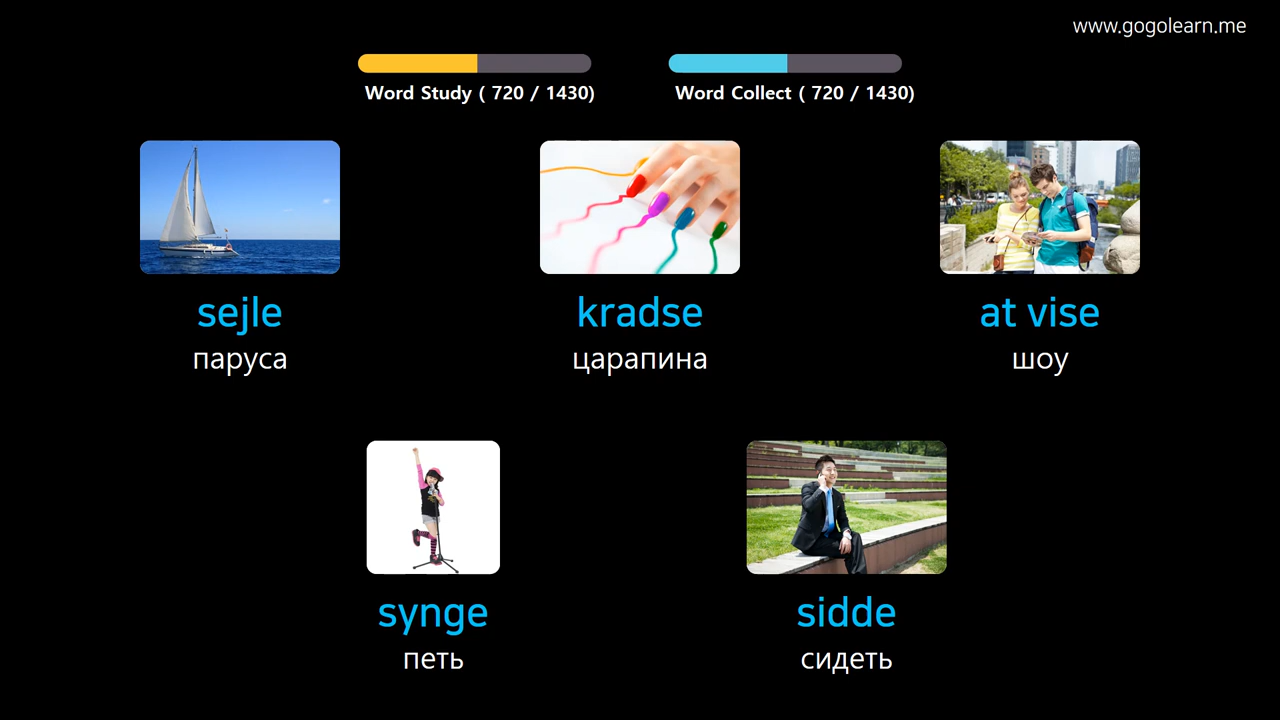 www.gogolearn.me
Word Study ( 720 / 1430)
Word Collect ( 720 / 1430)
sejle
паруса
kradse
царапина
at vise
шоу
synge
петь
sidde
сидеть